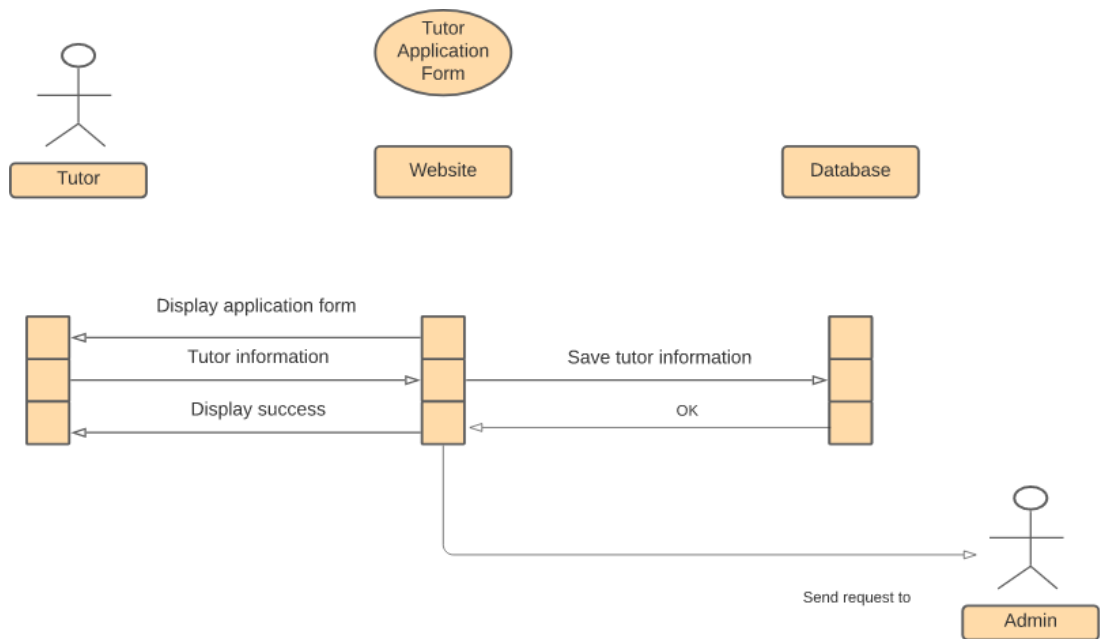 Tutor
Application
Form
Tutor
Website
Database
Display application form
Tutor information
Save tutor information
Display success
OK
Send request to
Admin